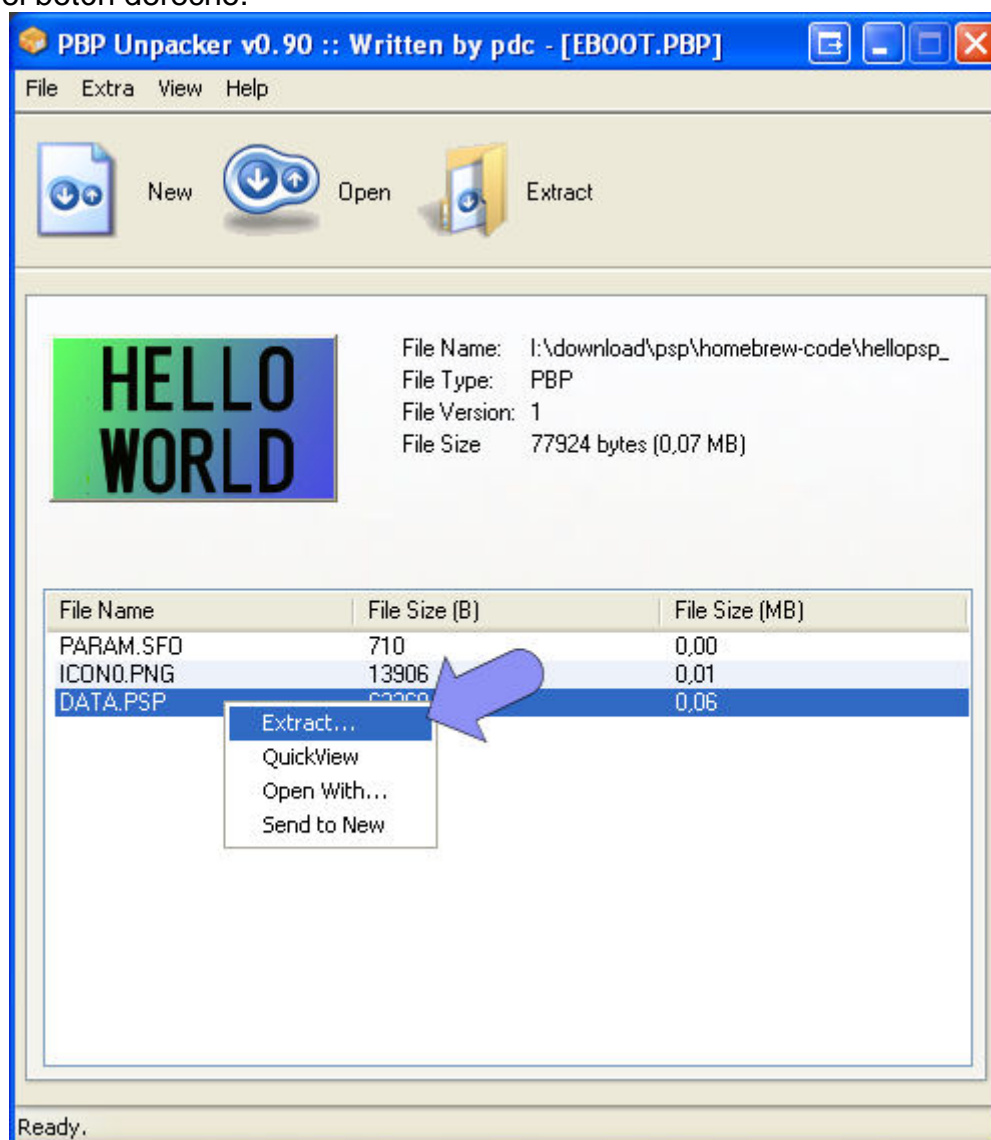 el botón derecho.
PBP Unpacker v0.90 :: Written by pdc - [EBOOT.PBP]
File Extra View Help
New Open Extract
HELLO
WORLD
File Name: I:\download\psp\homebrew-code\hellopsp_
File Type: PBP
File Version: 1
File Size 77924 bytes (0,07 MB)
File Name File Size (B) File Size (MB)
PARAM.SFO 710 0,00
ICON0.PNG 13906 0,01
DATA.PSP 0,06
Extract...
QuickView
Open With...
Send to New
Ready.